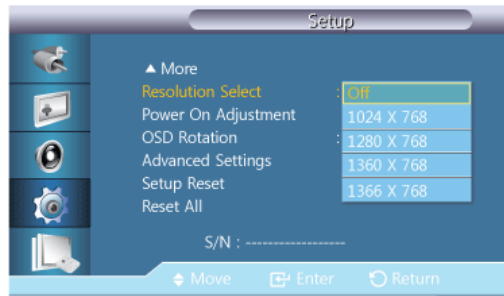 Setup
▲ More
Resolution Select : Off
Power On Adjustment 1024 X 768
OSD Rotation : 1280 X 768
Advanced Settings 1360 X 768
Setup Reset 1366 X 768
Reset All
S/N : ------------------
Move Enter Return